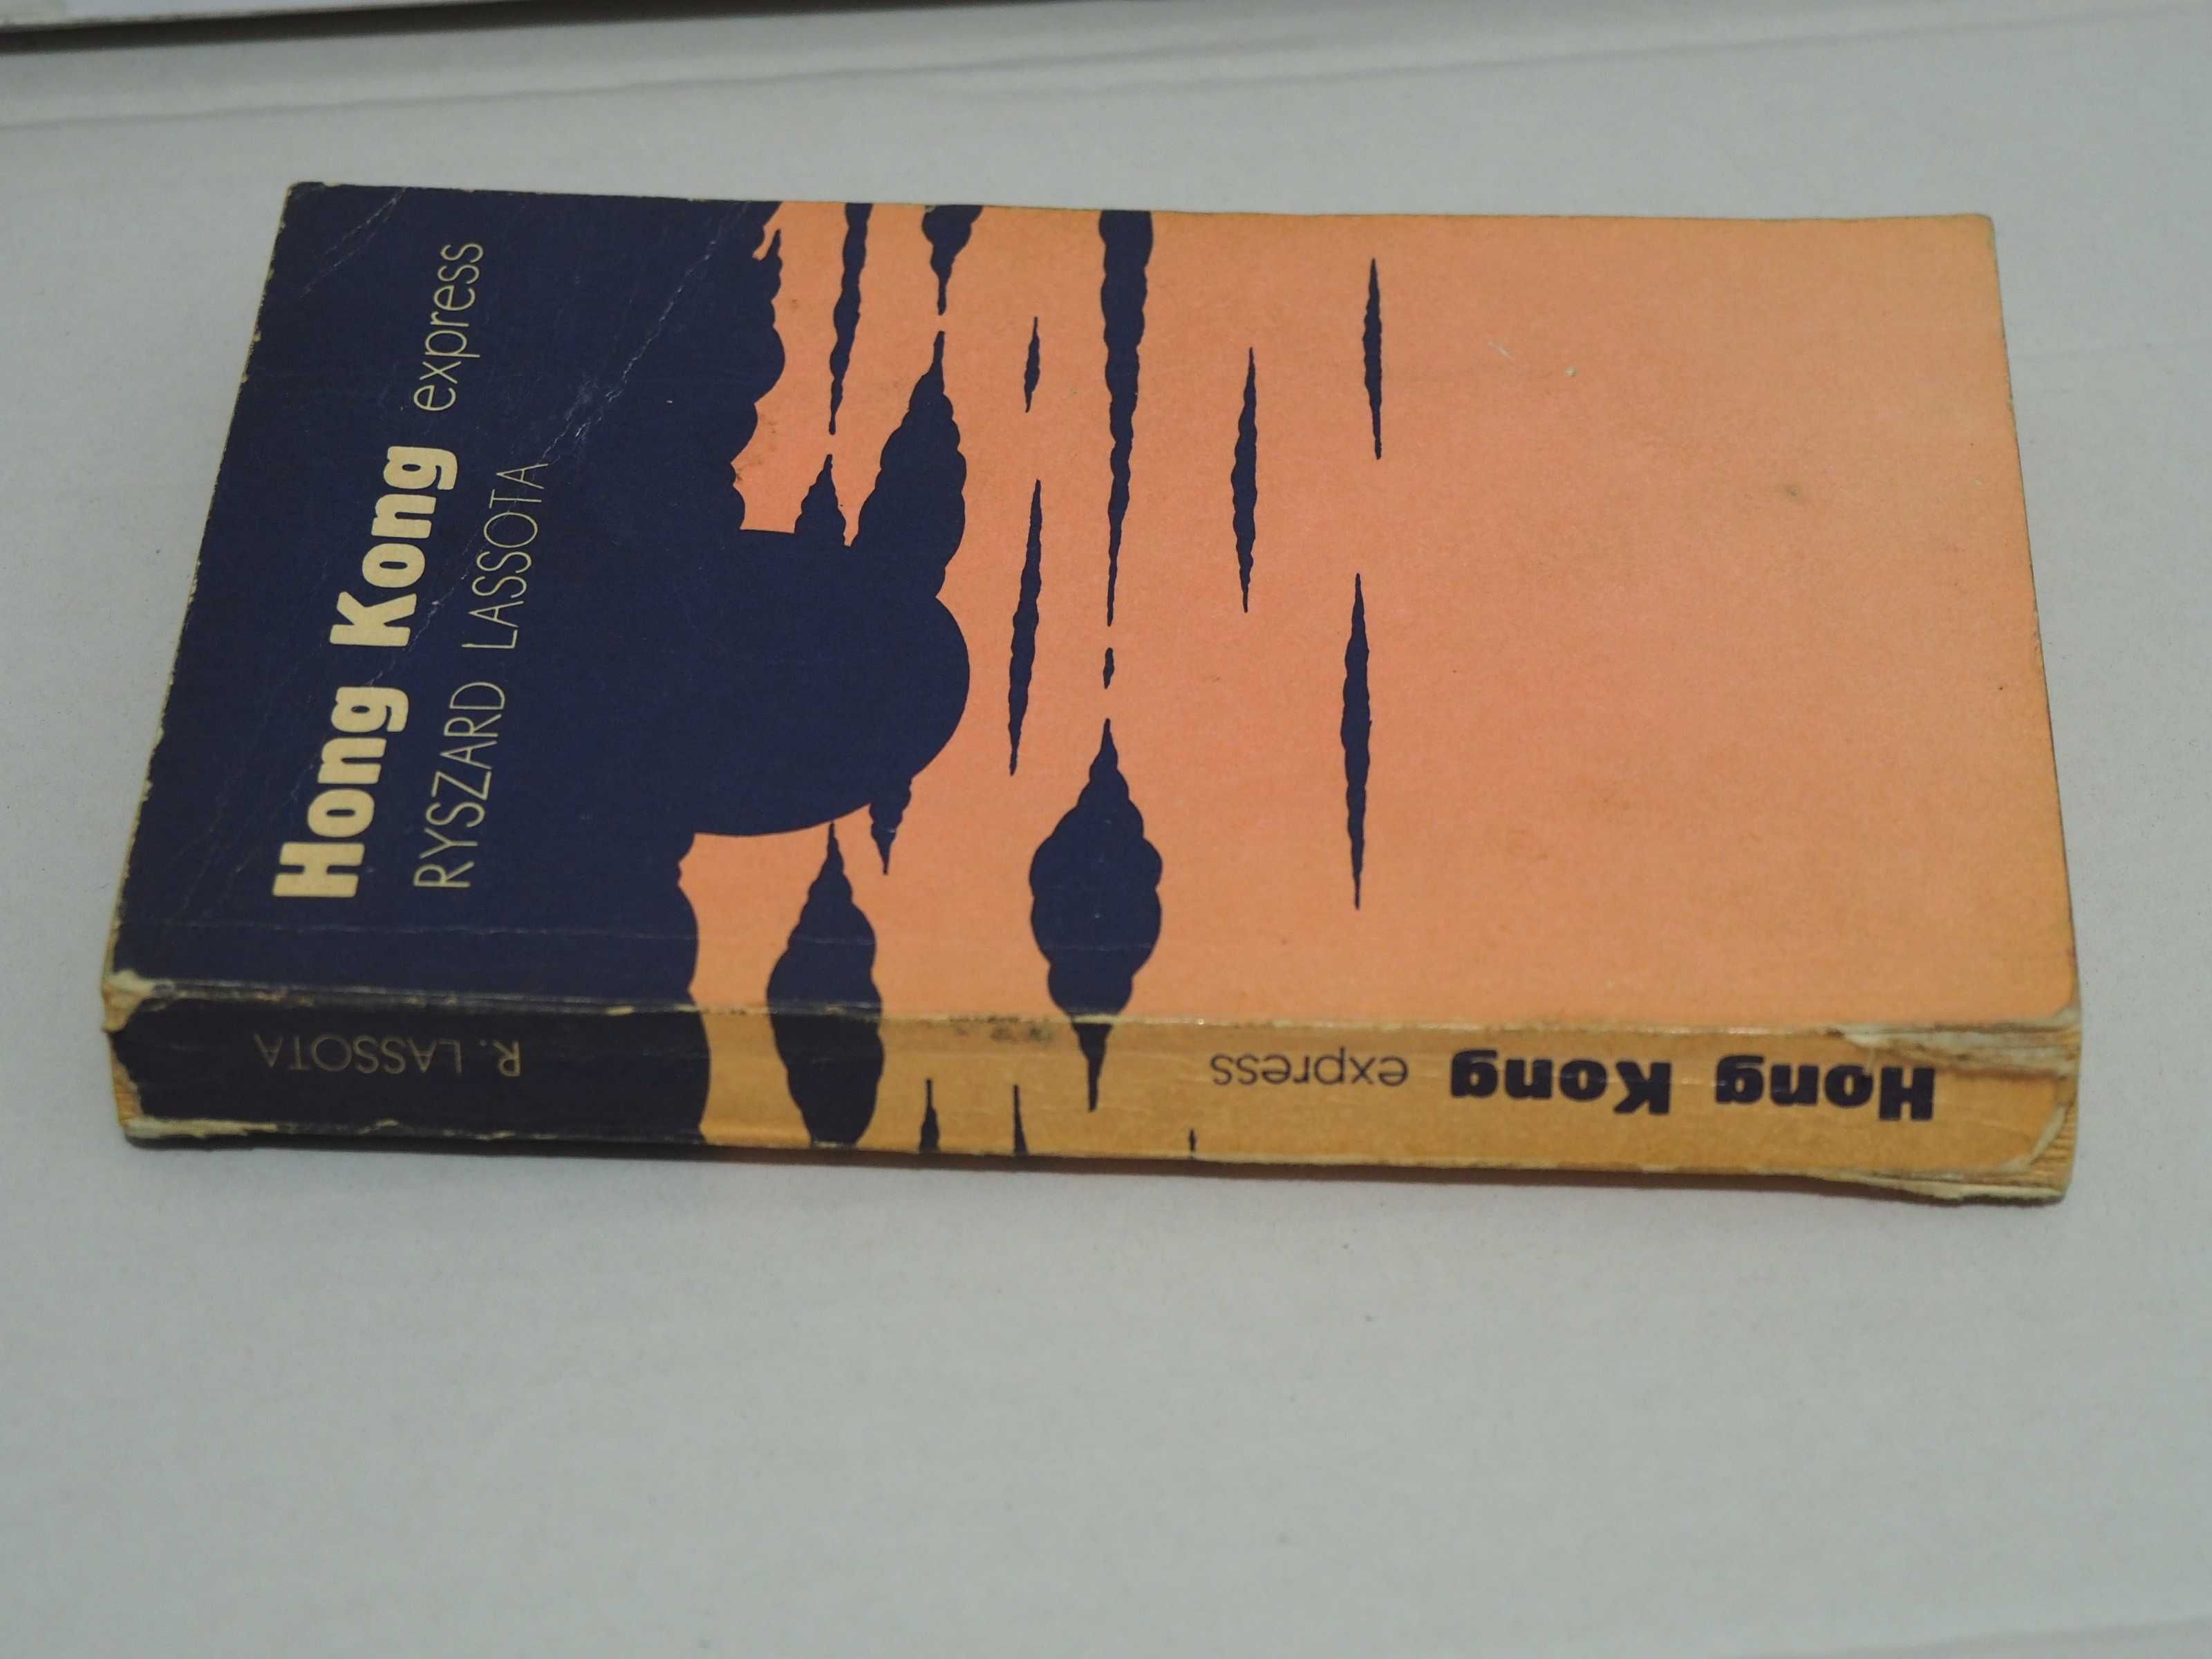 Hong Kong express
RYSZARD LASSOTA
R. LASSOTA
Hong Kong express